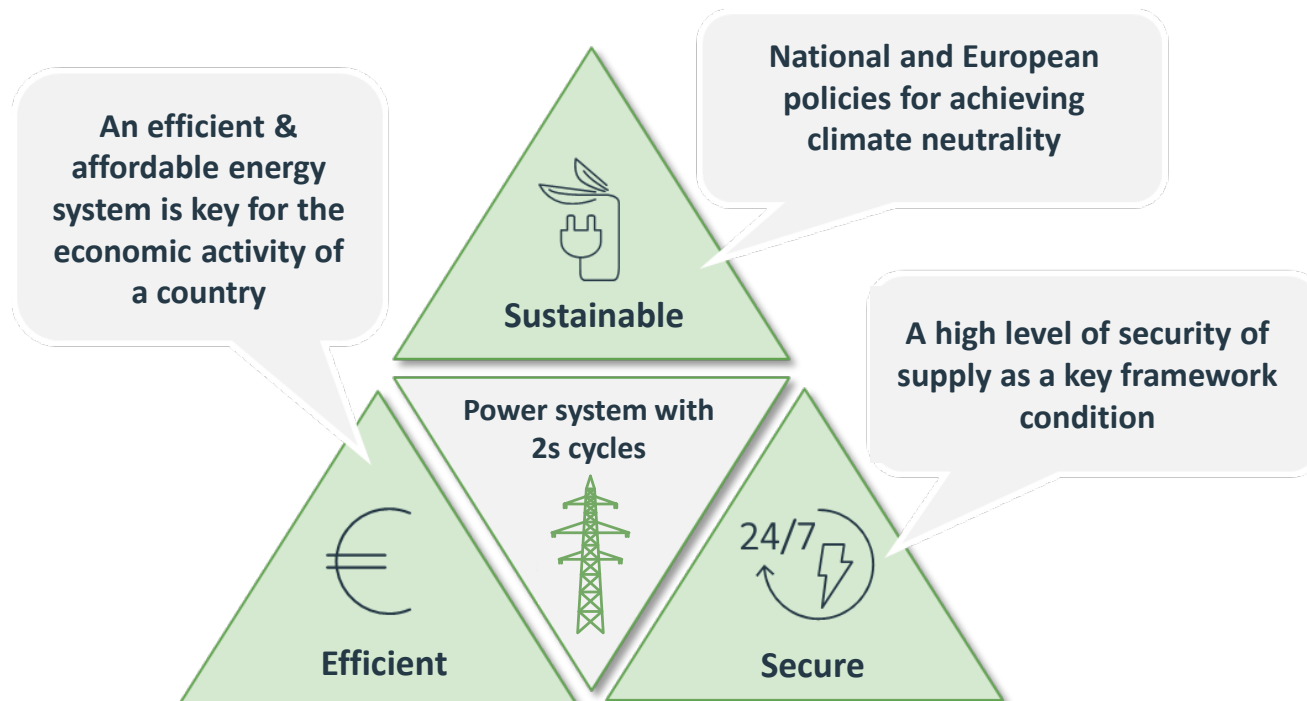 National and European
policies for achieving
climate neutrality
An efficient &
affordable energy
system is key for the
economic activity of
a country
Sustainable
A high level of security of
supply as a key framework
condition
Power system with
2s cycles
€
Efficient
24/7
Secure